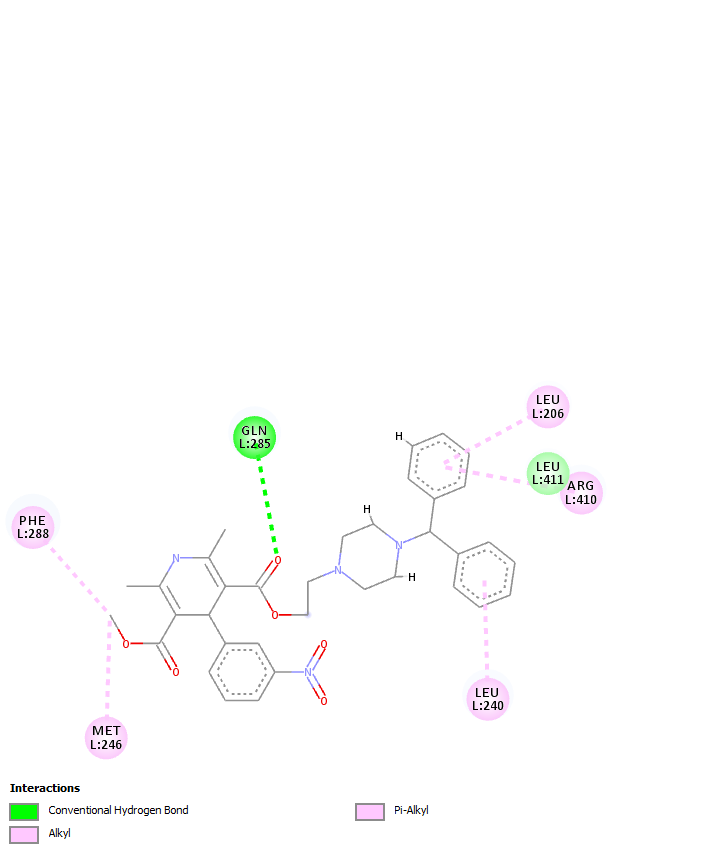 LEU
L:206
H
GLN
L:285
LEU
L:411
ARG
L:410
H
PHE
L:288
N
O
N
N
H
O
O
O
N
O
O
O
LEU
L:240
MET
L:246
Interactions
Conventional Hydrogen Bond
Alkyl
Pi-Alkyl